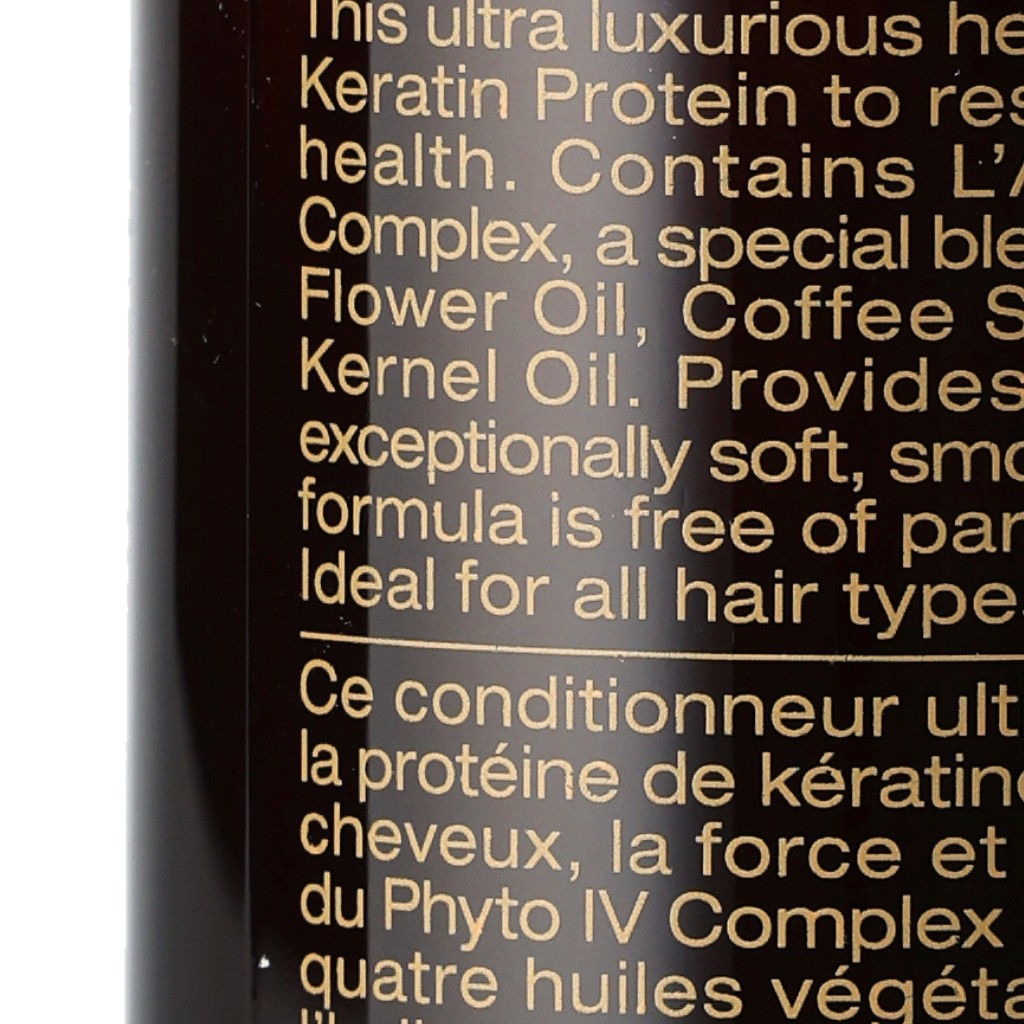 This ultra luxurious he
Keratin Protein to res
health. Contains L'A
Complex, a special ble
Flower Oil, Coffee S
Kernel Oil. Provides
exceptionally soft, smo
formula is free of par
Ideal for all hair type
Ce conditionneur ult
la protéine de kératine
cheveux, la force et
du Phyto IV Complex
quatre huiles végéta